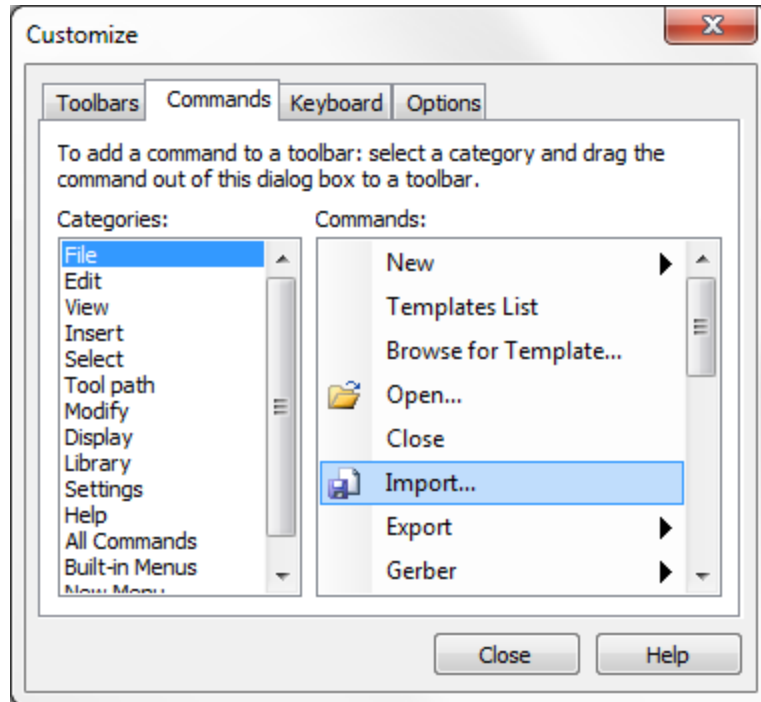 Customize
Toolbars Commands Keyboard Options
To add a command to a toolbar: select a category and drag the
command out of this dialog box to a toolbar.
Categories:
File
Edit
View
Insert
Select
Tool path
Modify
Display
Library
Settings
Help
All Commands
Built-in Menus
New Menu
Commands:
New
Templates List
Browse for Template...
Open...
Close
Import...
Export
Gerber
Close Help